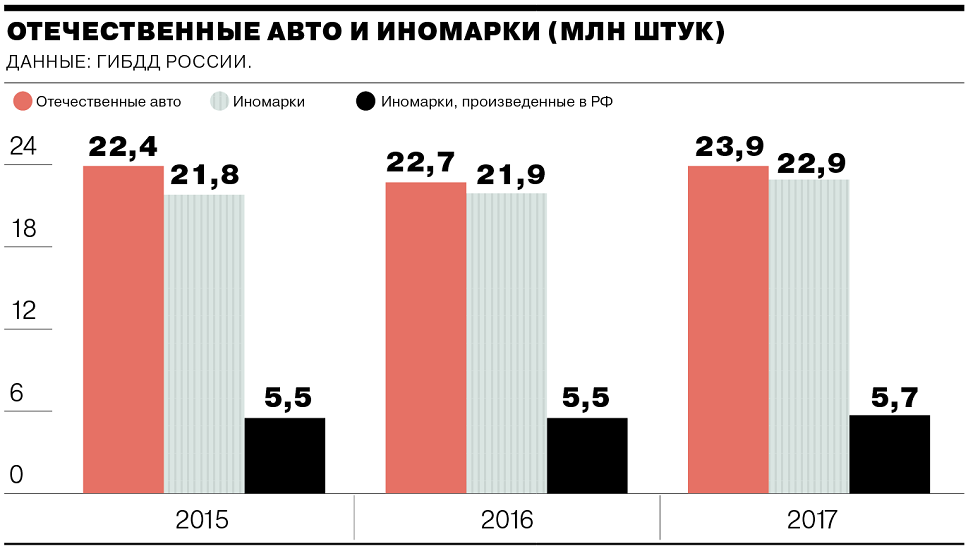 ОТЕЧЕСТВЕННЫЕ АВТО И ИНОМАРКИ (МЛН ШТУК)
ДАННЫЕ: ГИБДД РОССИИ.
Отечественные авто Иномарки Иномарки, произведенные в РФ
24
18
12
6
0
22,4 21,8 5,5
22,7 21,9 5,5
23,9 22,9 5,7
2015 2016 2017